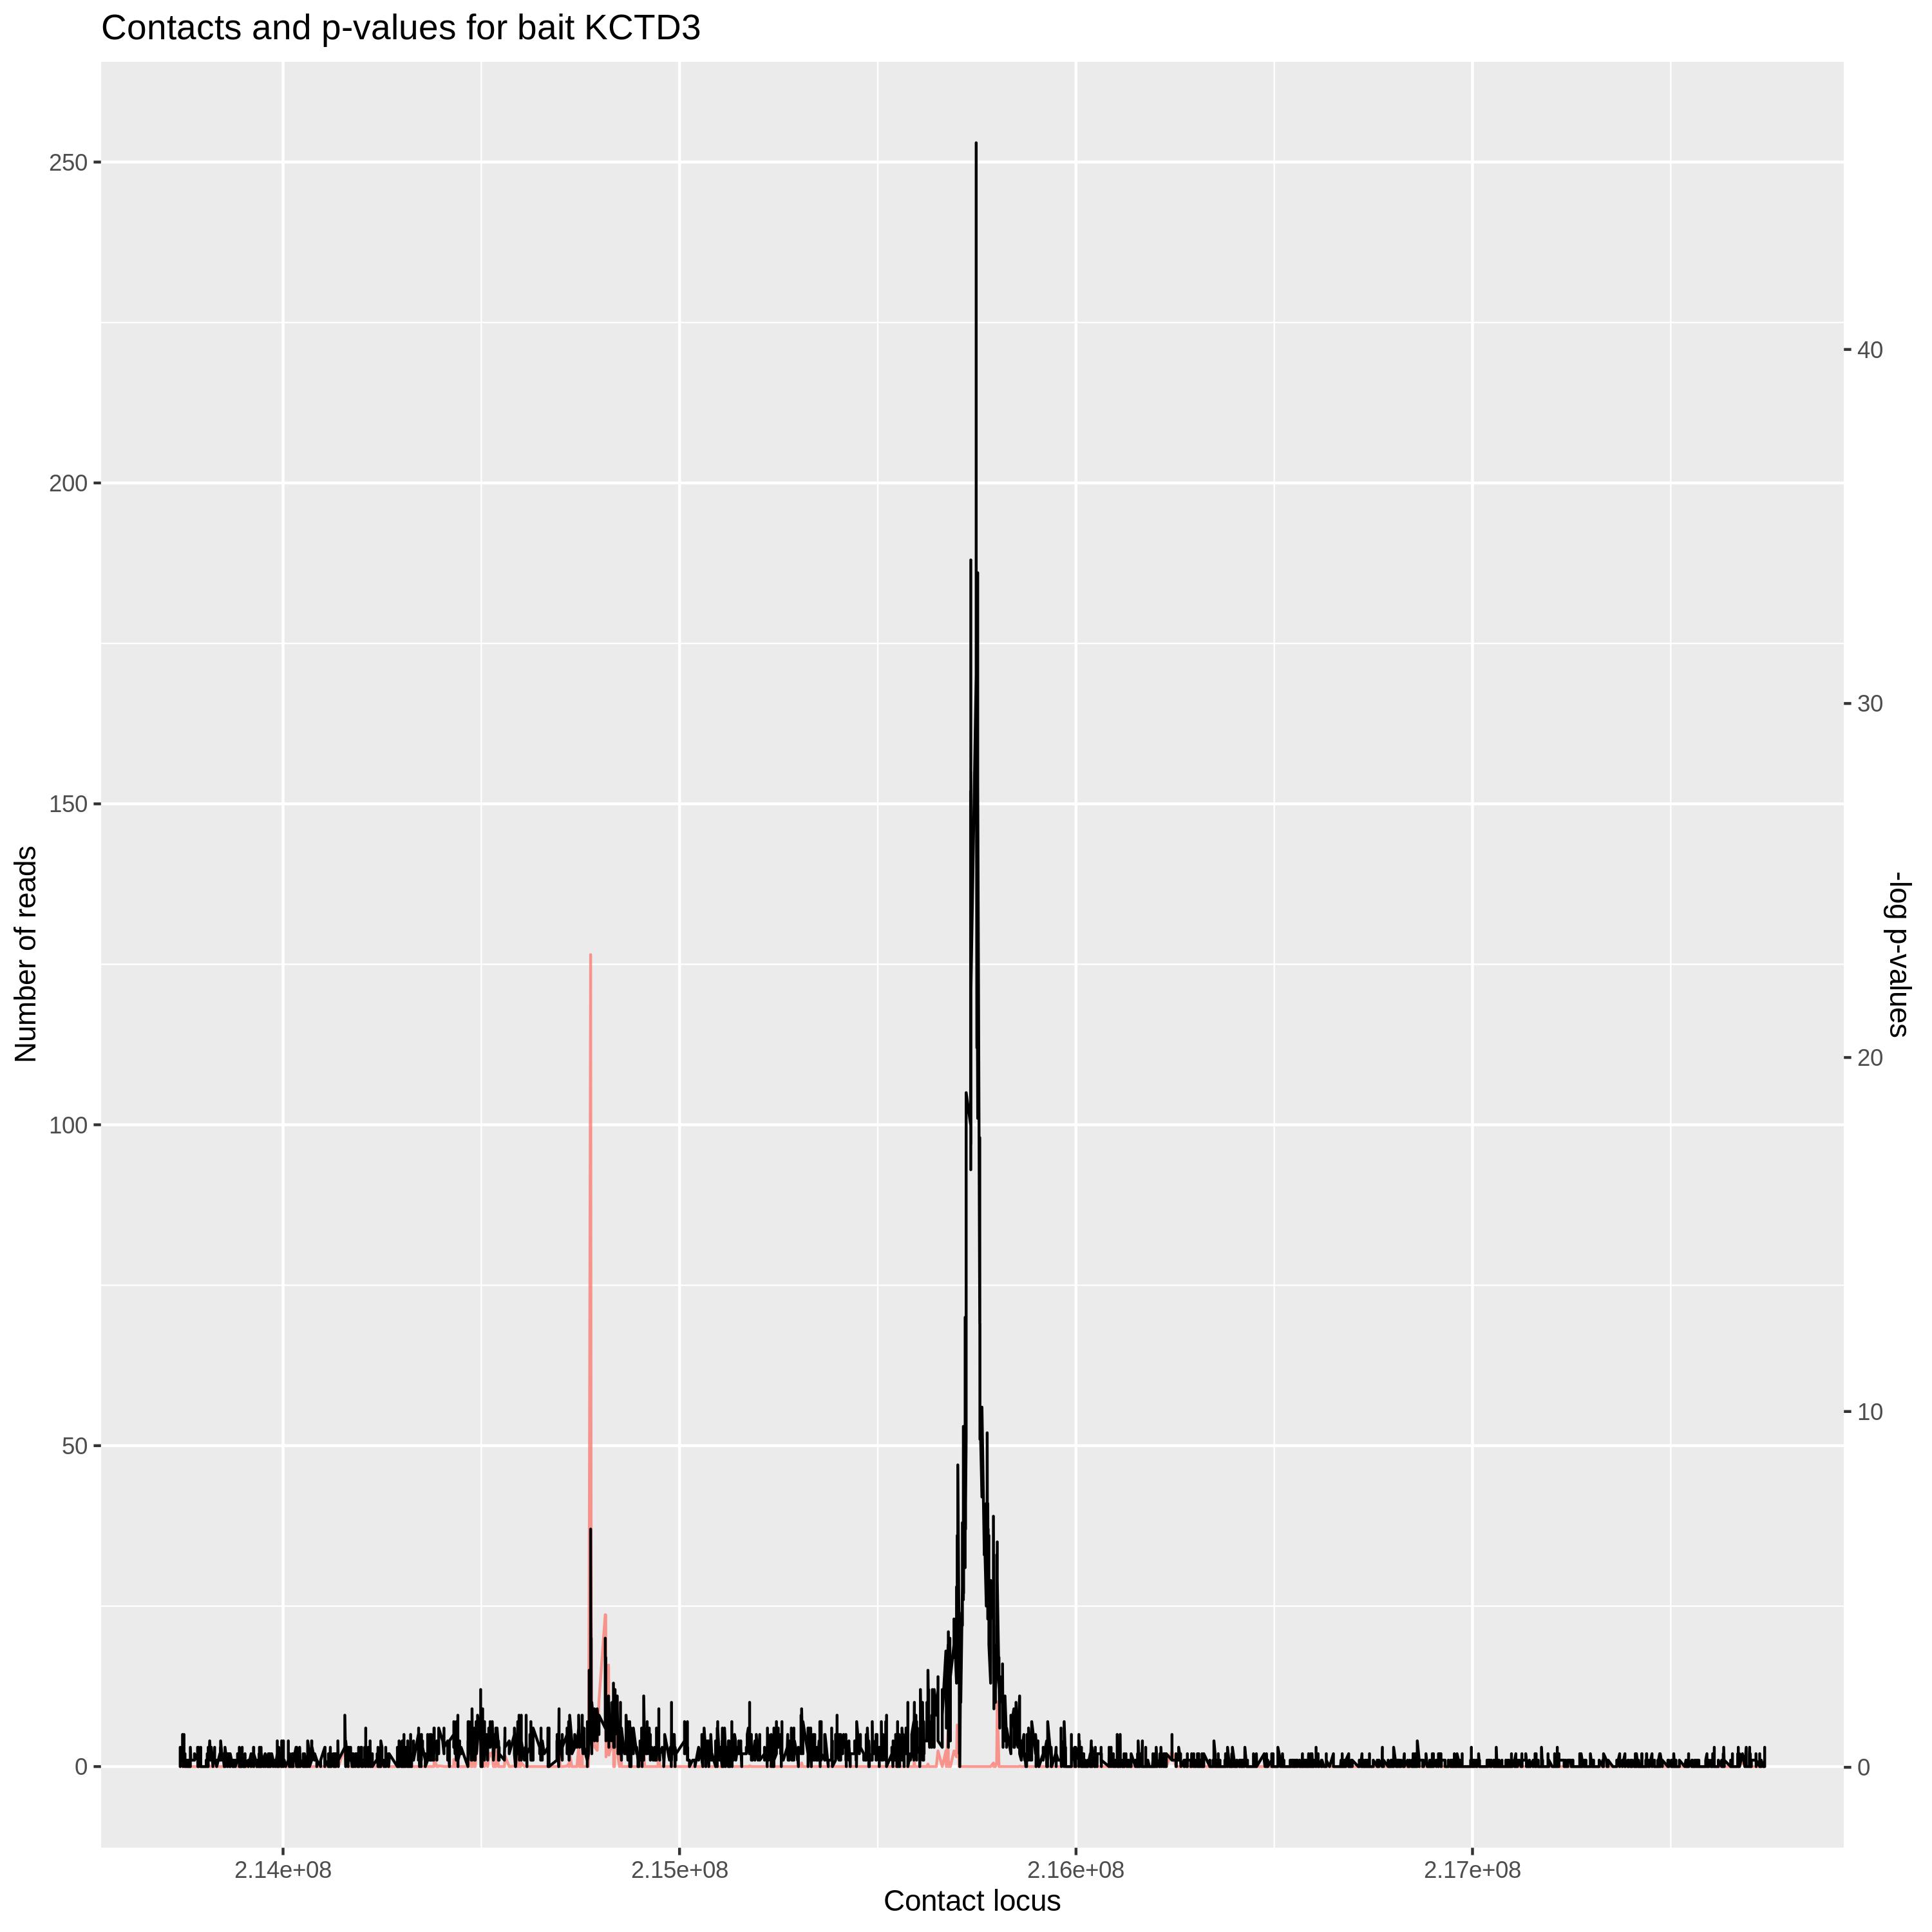 Contacts and p-values for bait KCTD3
250
200
150
100
50
0
Number of reads
40
30
20
10
0
-log p-values
2.14e+08
2.15e+08
2.16e+08
2.17e+08
Contact locus